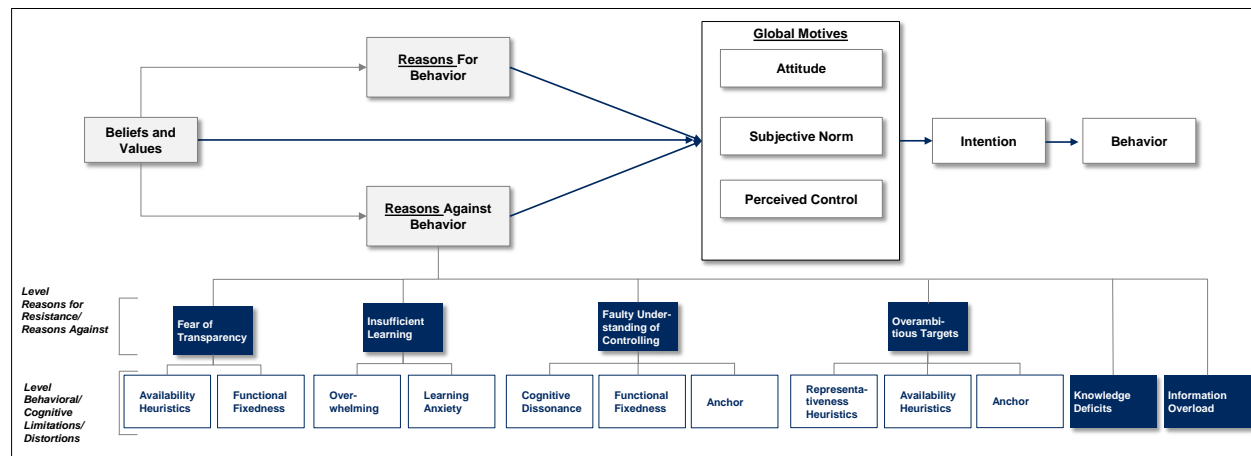 Global Motives
Reasons For
Behavior
Attitude
Beliefs and
Values
Subjective Norm
Intention
Behavior
Reasons Against
Behavior
Perceived Control
Level
Reasons for
Resistance/
Reasons Against
Fear of
Transparency
Insufficient
Learning
Faulty Under-
standing of
Controlling
Overambi-
tious Targets
Level
Behavioral/
Cognitive
Limitations/
Distortions
Availability
Heuristics
Functional
Fixedness
Over-
whelming
Learning
Anxiety
Cognitive
Dissonance
Functional
Fixedness
Anchor
Representa-
tiveness
Heuristics
Availability
Heuristics
Anchor
Knowledge
Deficits
Information
Overload